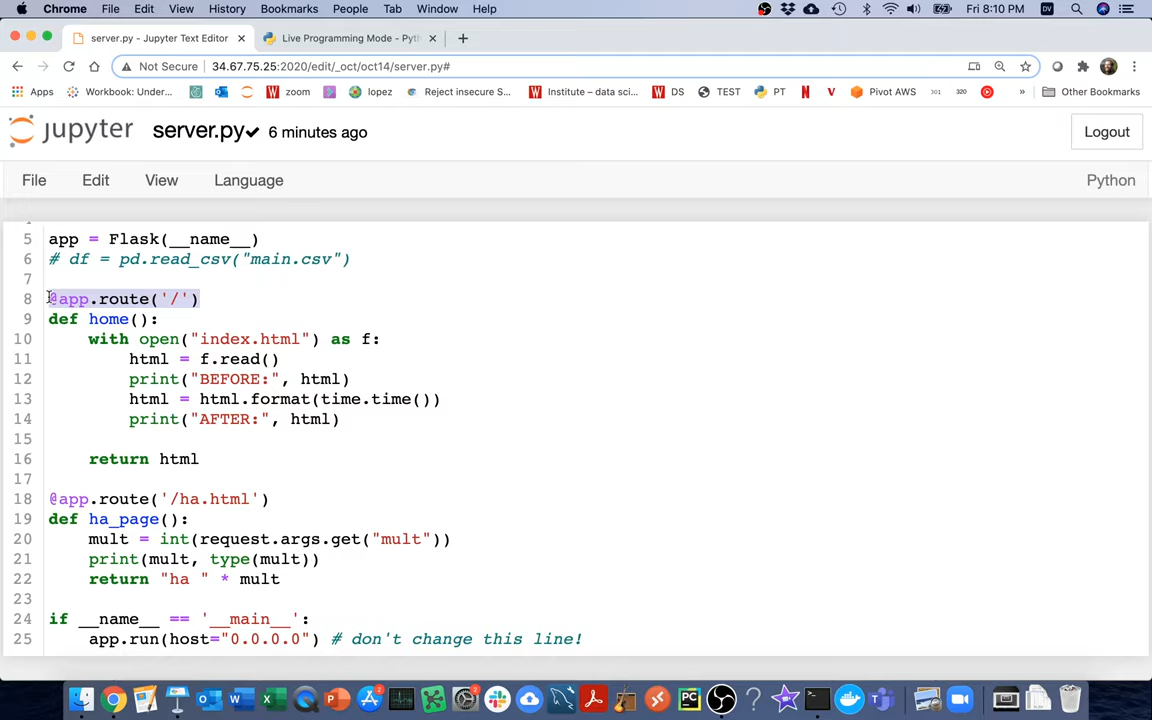 Chrome File Edit View History Bookmarks People Tab Window Help Fri 8:10 PM
server.py - Jupyter Text Editor Live Programming Mode - Pyth
Not Secure 34.67.75.25:2020/edit/_oct/oct14/server.py#
Apps Workbook: Under... zoom lopez Reject insecure S... Institute – data sci... DS TEST PT Pivot AWS Other Bookmarks
jupyter server.py 6 minutes ago Logout
File Edit View Language Python
5 app = Flask(__name__)
6 # df = pd.read_csv("main.csv")
7
8 @app.route('/')
9 def home():
10 with open("index.html") as f:
11 html = f.read()
12 print("BEFORE:", html)
13 html = html.format(time.time())
14 print("AFTER:", html)
15
16 return html
17
18 @app.route('/ha.html')
19 def ha_page():
20 mult = int(request.args.get("mult"))
21 print(mult, type(mult))
22 return "ha " * mult
23
24 if __name__ == '__main__':
25 app.run(host="0.0.0.0") # don't change this line!